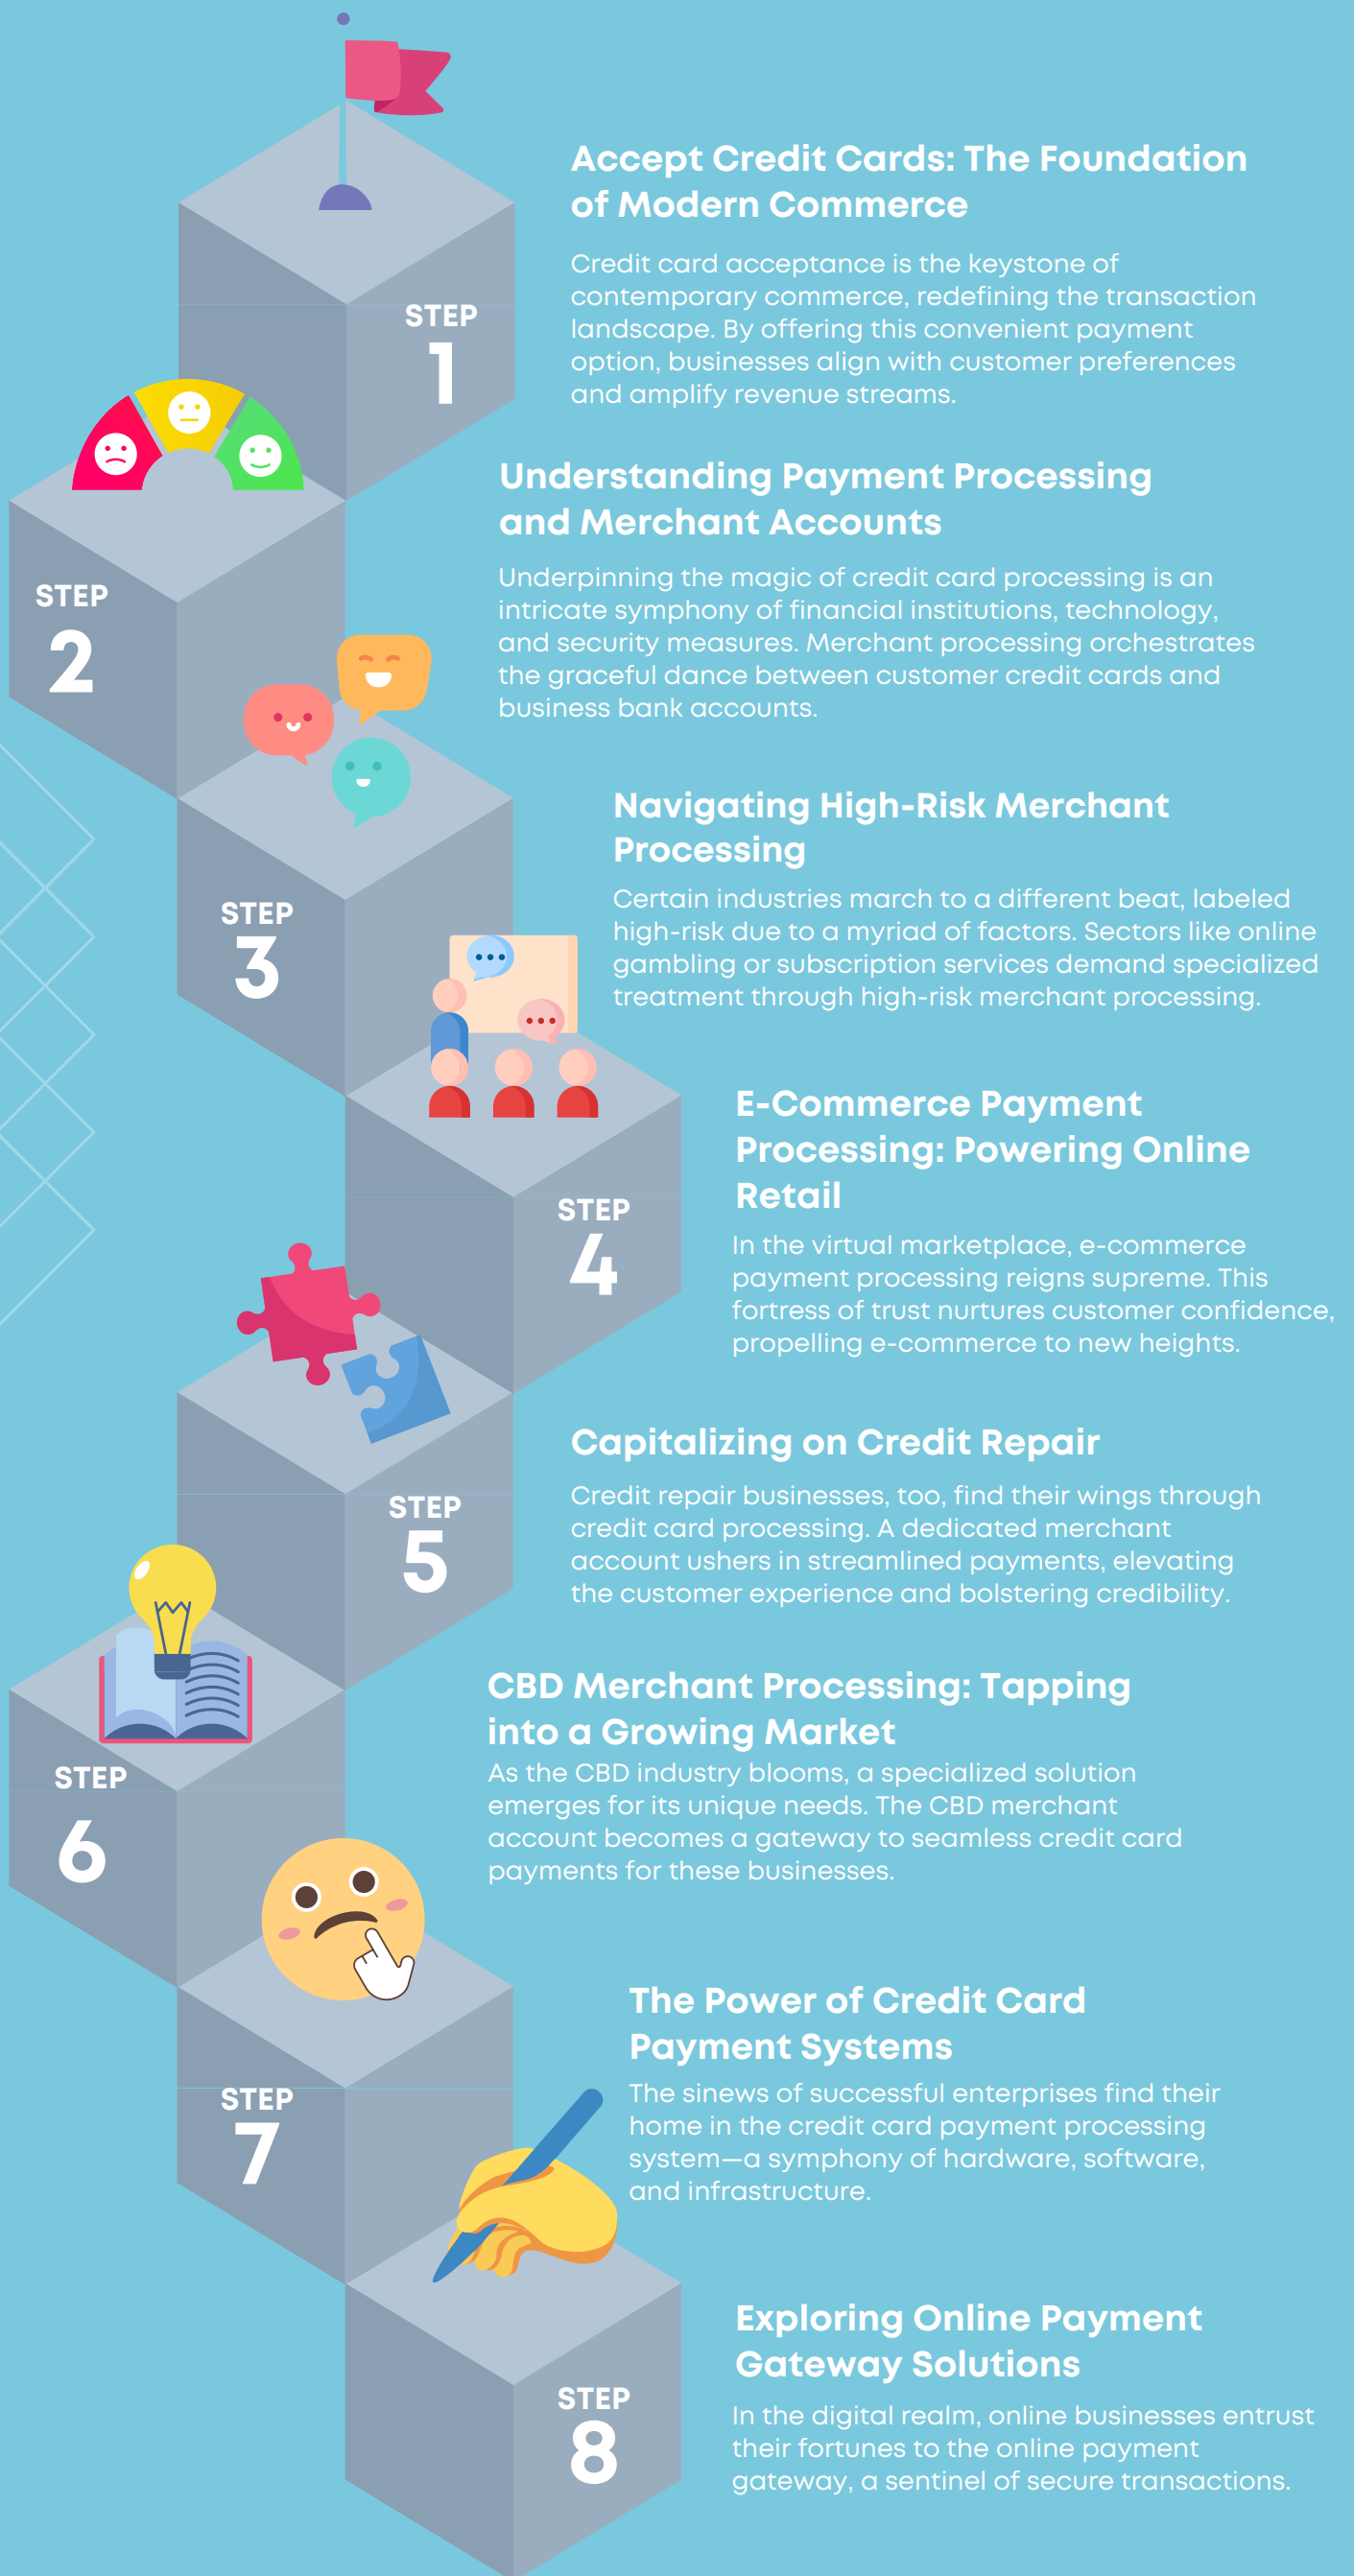 Accept Credit Cards: The Foundation
of Modern Commerce
Credit card acceptance is the keystone of
contemporary commerce, redefining the transaction
landscape. By offering this convenient payment
option, businesses align with customer preferences
and amplify revenue streams.
STEP
1
Understanding Payment Processing
and Merchant Accounts
Underpinning the magic of credit card processing is an
intricate symphony of financial institutions, technology,
and security measures. Merchant processing orchestrates
the graceful dance between customer credit cards and
business bank accounts.
STEP
2
Navigating High-Risk Merchant
Processing
Certain industries march to a different beat, labeled
high-risk due to a myriad of factors. Sectors like online
gambling or subscription services demand specialized
treatment through high-risk merchant processing.
STEP
3
E-Commerce Payment
Processing: Powering Online
Retail
In the virtual marketplace, e-commerce
payment processing reigns supreme. This
fortress of trust nurtures customer confidence,
propelling e-commerce to new heights.
STEP
4
Capitalizing on Credit Repair
Credit repair businesses, too, find their wings through
credit card processing. A dedicated merchant
account ushers in streamlined payments, elevating
the customer experience and bolstering credibility.
STEP
5
CBD Merchant Processing: Tapping
into a Growing Market
As the CBD industry blooms, a specialized solution
emerges for its unique needs. The CBD merchant
account becomes a gateway to seamless credit card
payments for these businesses.
STEP
6
The Power of Credit Card
Payment Systems
The sinews of successful enterprises find their
home in the credit card payment processing
system—a symphony of hardware, software,
and infrastructure.
STEP
7
Exploring Online Payment
Gateway Solutions
In the digital realm, online businesses entrust
their fortunes to the online payment
gateway, a sentinel of secure transactions.
STEP
8